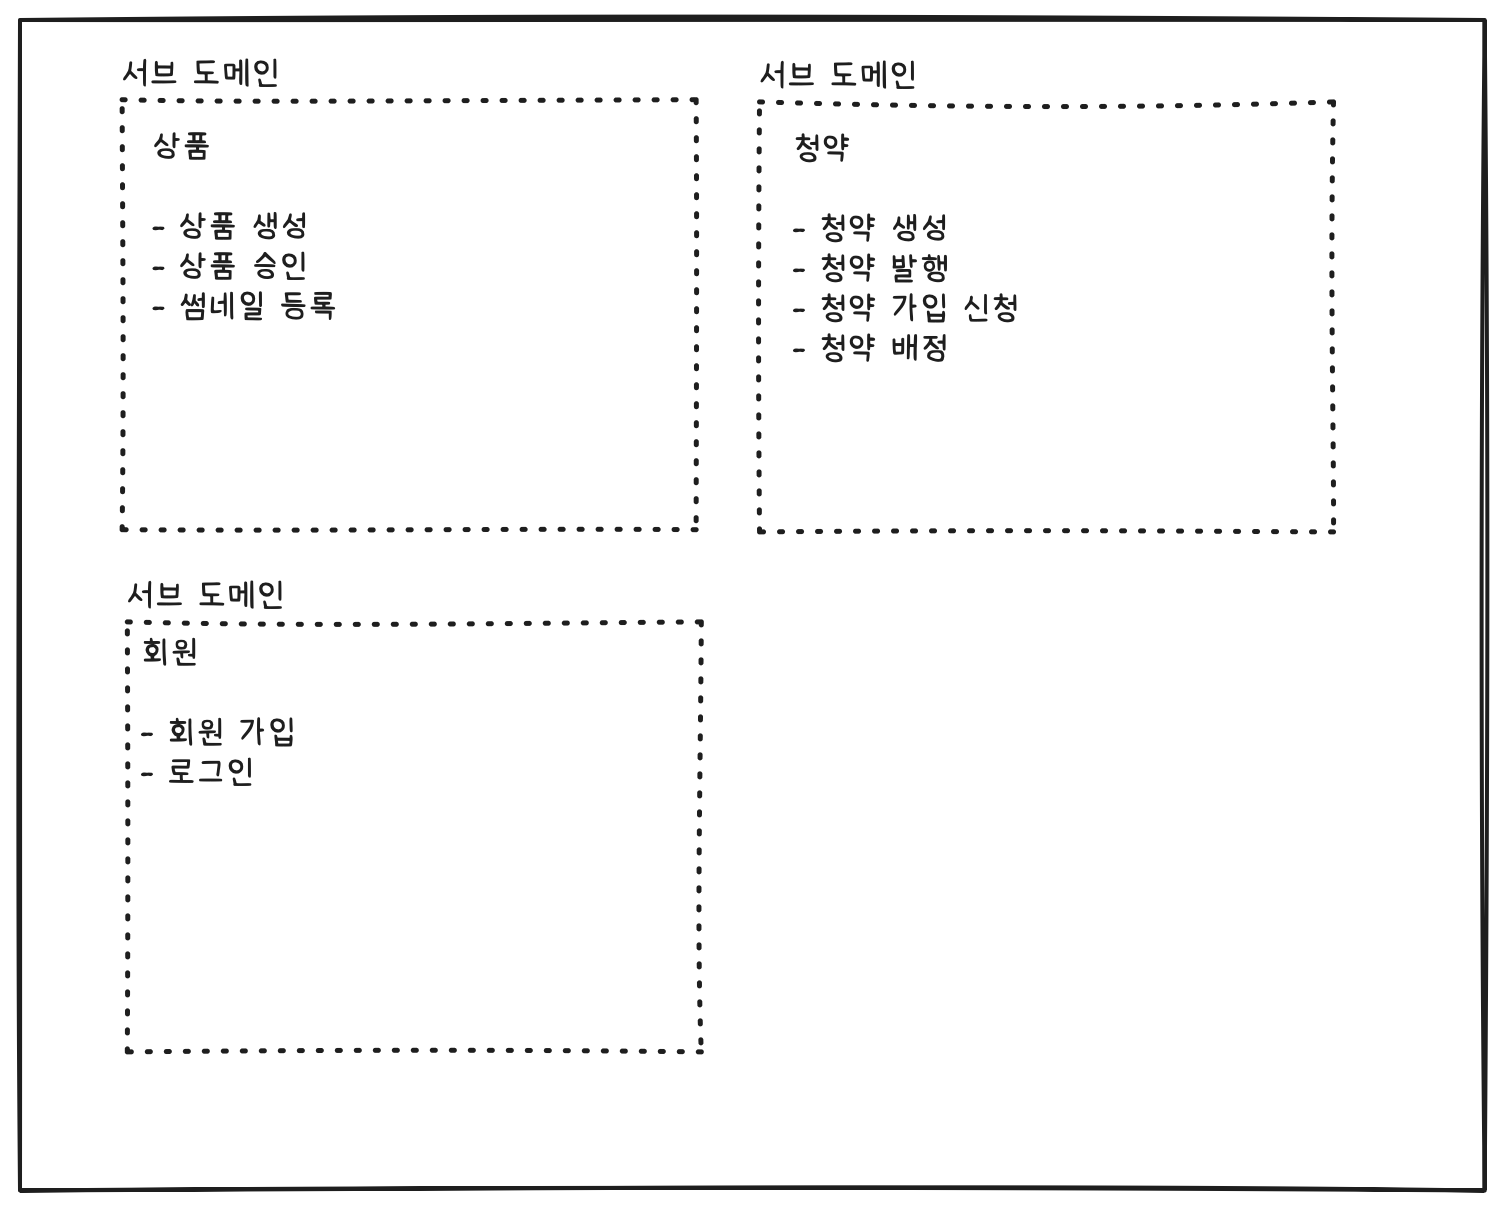 서브 도메인
상품
- 상품 생성
- 상품 승인
- 썸네일 등록
서브 도메인
청약
- 청약 생성
- 청약 발행
- 청약 가입 신청
- 청약 배정
서브 도메인
회원
- 회원 가입
- 로그인